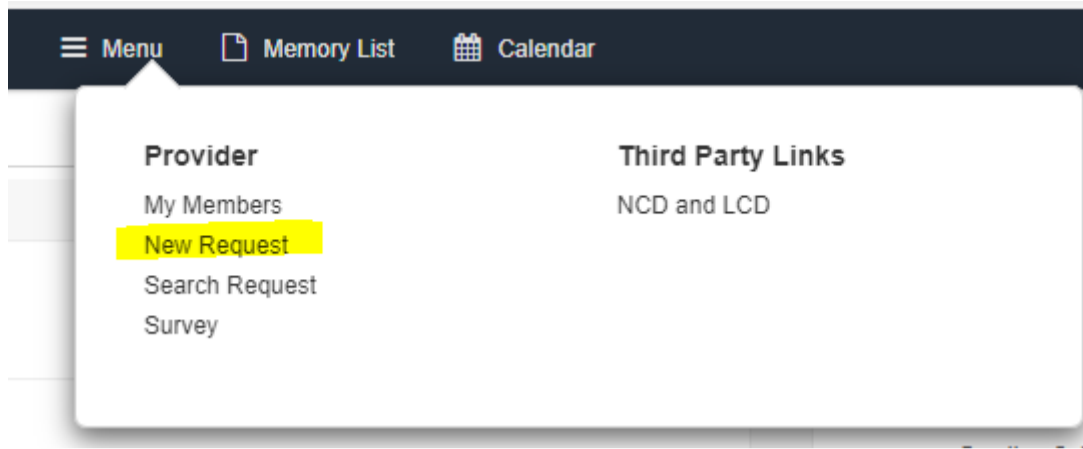 Menu Memory List Calendar
Provider
My Members
New Request
Search Request
Survey
Third Party Links
NCD and LCD